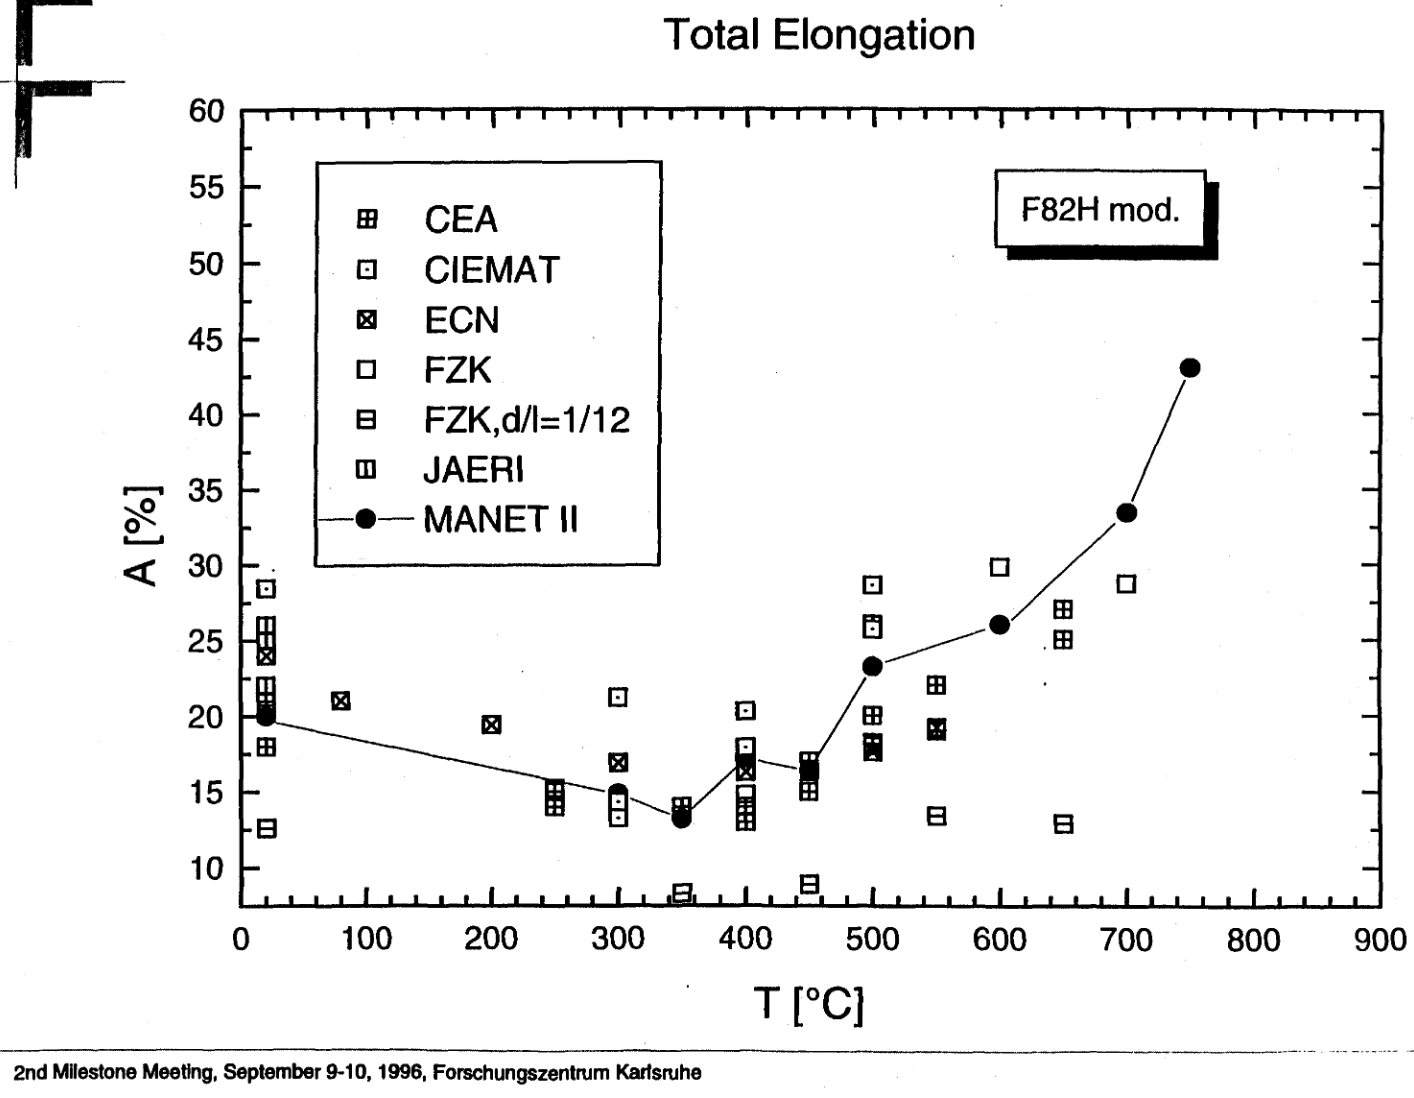 Total Elongation
60
55
50
45
40
35
30
25
20
15
10
A [%]
CEA
CIEMAT
ECN
FZK
FZK,d/l=1/12
JAERI
MANET II
F82H mod.
0 100 200 300 400 500 600 700 800 900
T [°C]
2nd Milestone Meeting, September 9-10, 1996, Forschungszentrum Karlsruhe